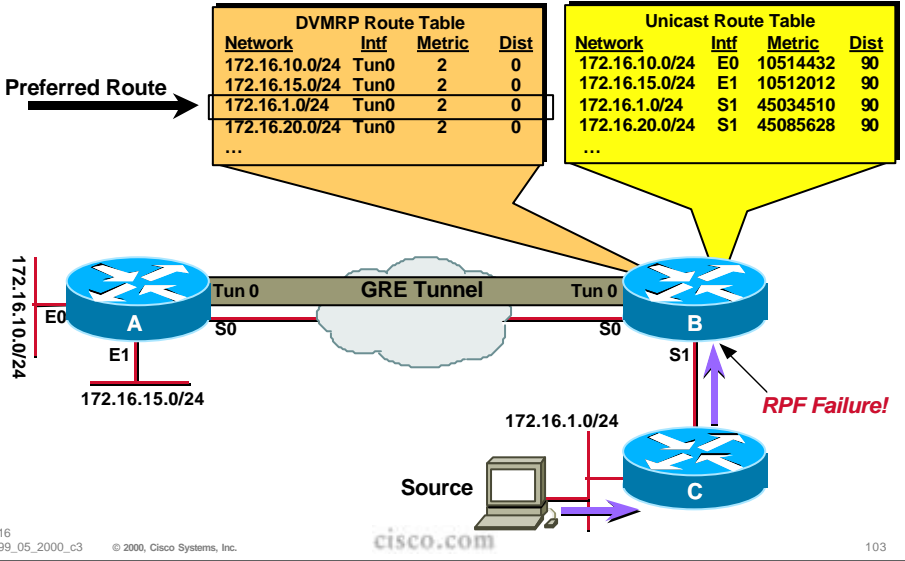 DVMRP Route Table
Network Intf Metric Dist
172.16.10.0/24 Tun0 2 0
172.16.15.0/24 Tun0 2 0
172.16.1.0/24 Tun0 2 0
172.16.20.0/24 Tun0 2 0
...
Unicast Route Table
Network Intf Metric Dist
172.16.10.0/24 E0 10514432 90
172.16.15.0/24 E1 10512012 90
172.16.1.0/24 S1 45034510 90
172.16.20.0/24 S1 45085628 90
...
Preferred Route
172.16.10.0/24
E0
A
Tun 0
GRE Tunnel
Tun 0
S0
S0
B
E1
172.16.15.0/24
S1
RPF Failure!
172.16.1.0/24
Source
C
16
99_05_2000_c3
© 2000, Cisco Systems, Inc.
cisco.com
103